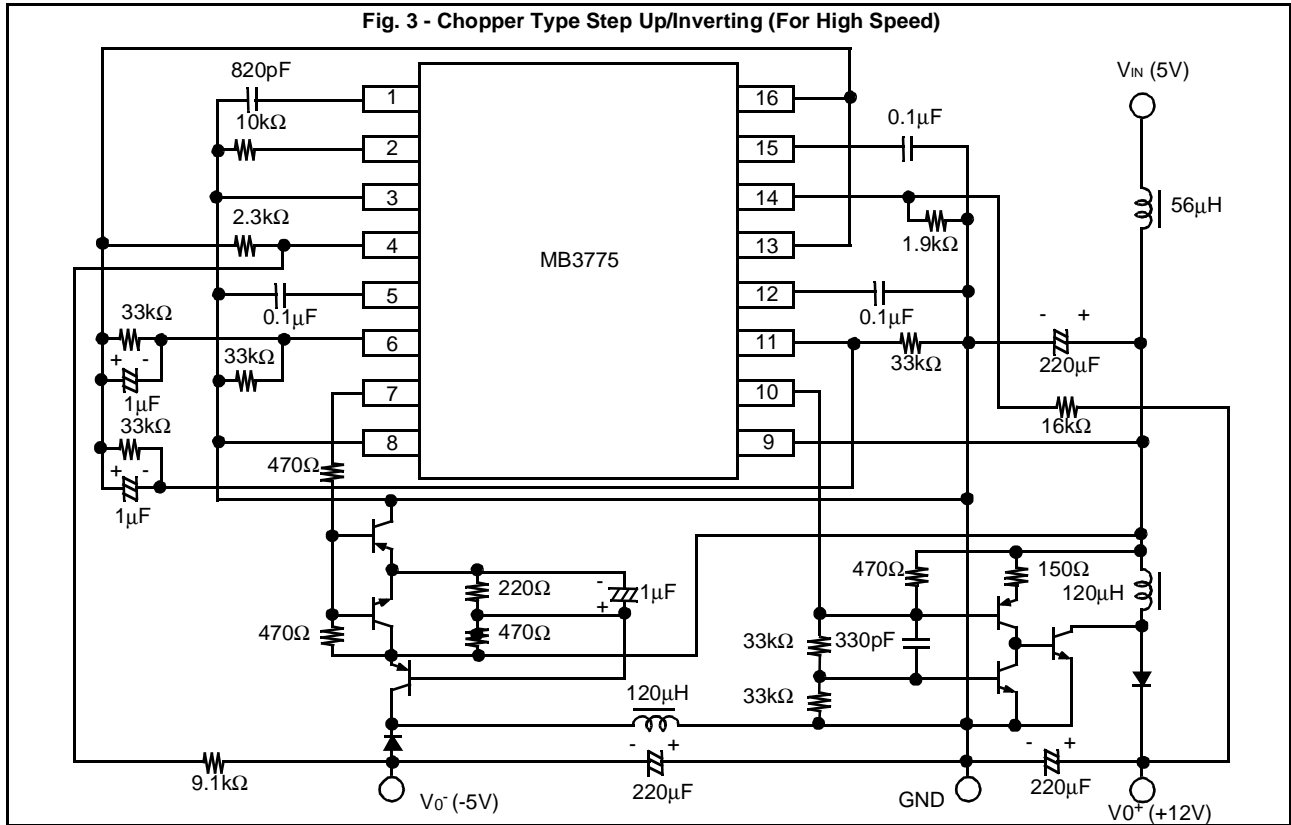 Fig. 3 - Chopper Type Step Up/Inverting (For High Speed)
820pF
VIN (5V)
1
16
10kΩ
0.1µF
2
15
3
14
56µH
2.3kΩ
1.9kΩ
4
13
MB3775
5
12
33kΩ
0.1µF
0.1µF
- +
6
11
+ -
33kΩ
33kΩ
220µF
1µF
7
10
33kΩ
16kΩ
8
9
+ -
470Ω
1µF
470Ω
150Ω
220Ω
-
+
1µF
120µH
470Ω
470Ω
33kΩ
330pF
120µH
33kΩ
- +
- +
9.1kΩ
V0- (-5V)
220µF
GND
220µF
V0+ (+12V)